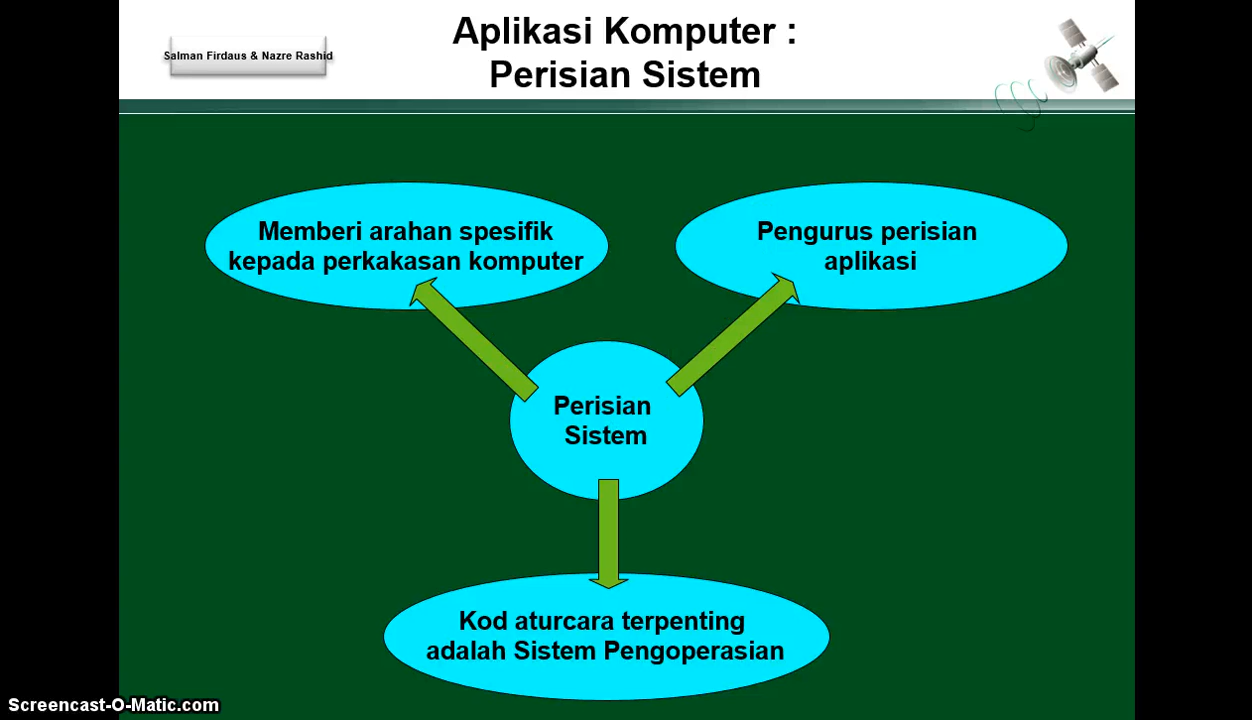 Aplikasi Komputer :
Perisian Sistem
Salman Firdaus & Nazre Rashid
Memberi arahan spesifik
kepada perkakasan komputer
Pengurus perisian
aplikasi
Perisian
Sistem
Kod aturcara terpenting
adalah Sistem Pengoperasian
Screencast-O-Matic.com